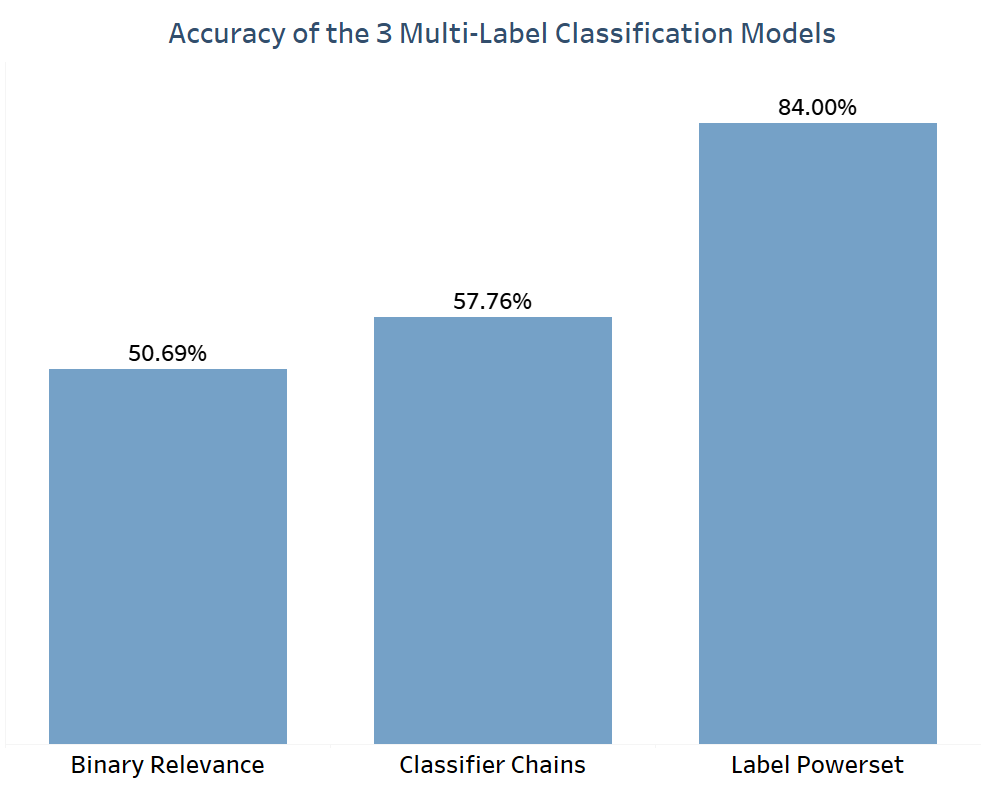 Accuracy of the 3 Multi-Label Classification Models
84.00%
57.76%
50.69%
Binary Relevance
Classifier Chains
Label Powerset